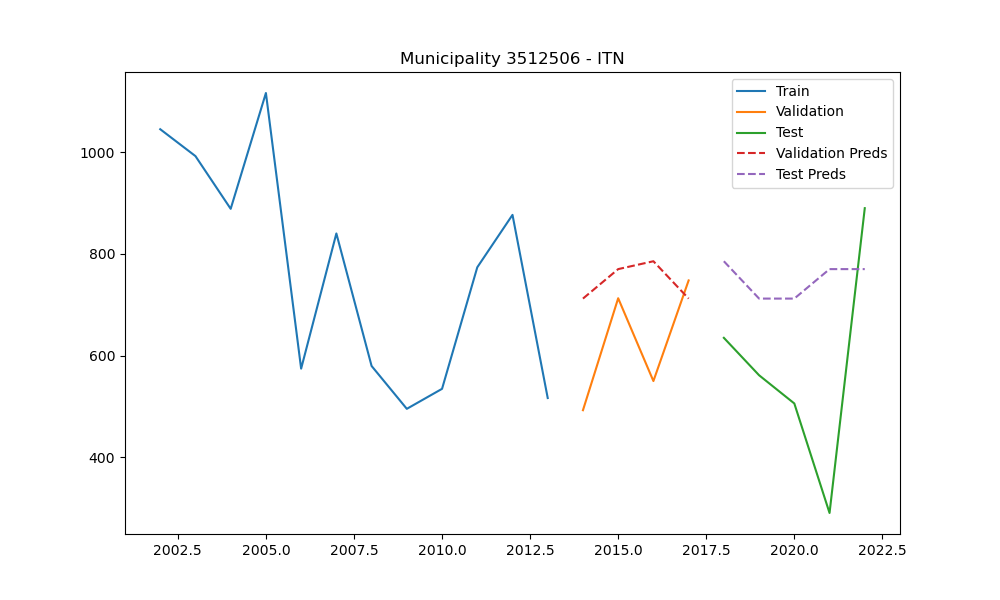 Municipality 3512506 - ITN
Train
Validation
Test
Validation Preds
Test Preds
1000
800
600
400
2002.5 2005.0 2007.5 2010.0 2012.5 2015.0 2017.5 2020.0 2022.5